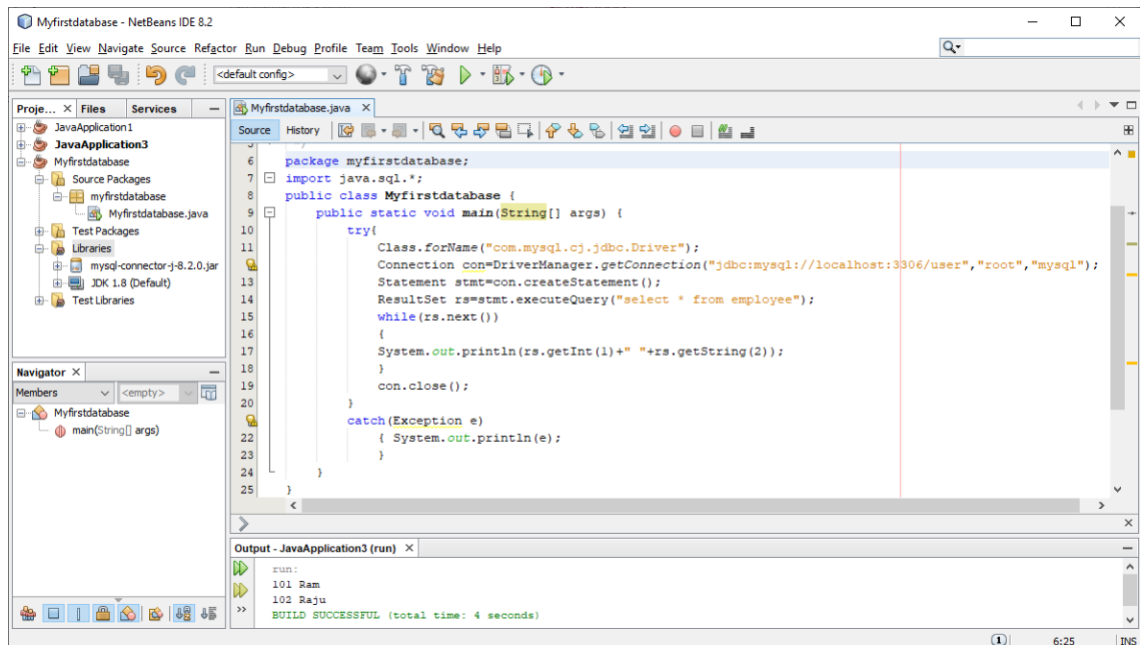 Myfirstdatabase - NetBeans IDE 8.2
File Edit View Navigate Source Refactor Run Debug Profile Team Tools Window Help
<default config>
Proje... Files Services
JavaApplication1
JavaApplication3
Myfirstdatabase
Source Packages
myfirstdatabase
Myfirstdatabase.java
Test Packages
Libraries
mysql-connector-j-8.2.0.jar
JDK 1.8 (Default)
Test Libraries
Navigator
Members <empty>
Myfirstdatabase
main(String[] args)
Myfirstdatabase.java
Source History
6 package myfirstdatabase;
7 import java.sql.*;
8 public class Myfirstdatabase {
9 public static void main(String[] args) {
10 try{
11 Class.forName("com.mysql.cj.jdbc.Driver");
Connection con=DriverManager.getConnection("jdbc:mysql://localhost:3306/user","root","mysql");
13 Statement stmt=con.createStatement();
14 ResultSet rs=stmt.executeQuery("select * from employee");
15 while(rs.next())
16 {
17 System.out.println(rs.getInt(1)+" "+rs.getString(2));
18 }
19 con.close();
20 }
catch(Exception e)
22 { System.out.println(e);
23 }
24 }
25 }
Output - JavaApplication3 (run)
run:
101 Ram
102 Raju
BUILD SUCCESSFUL (total time: 4 seconds)
1 6:25 INS